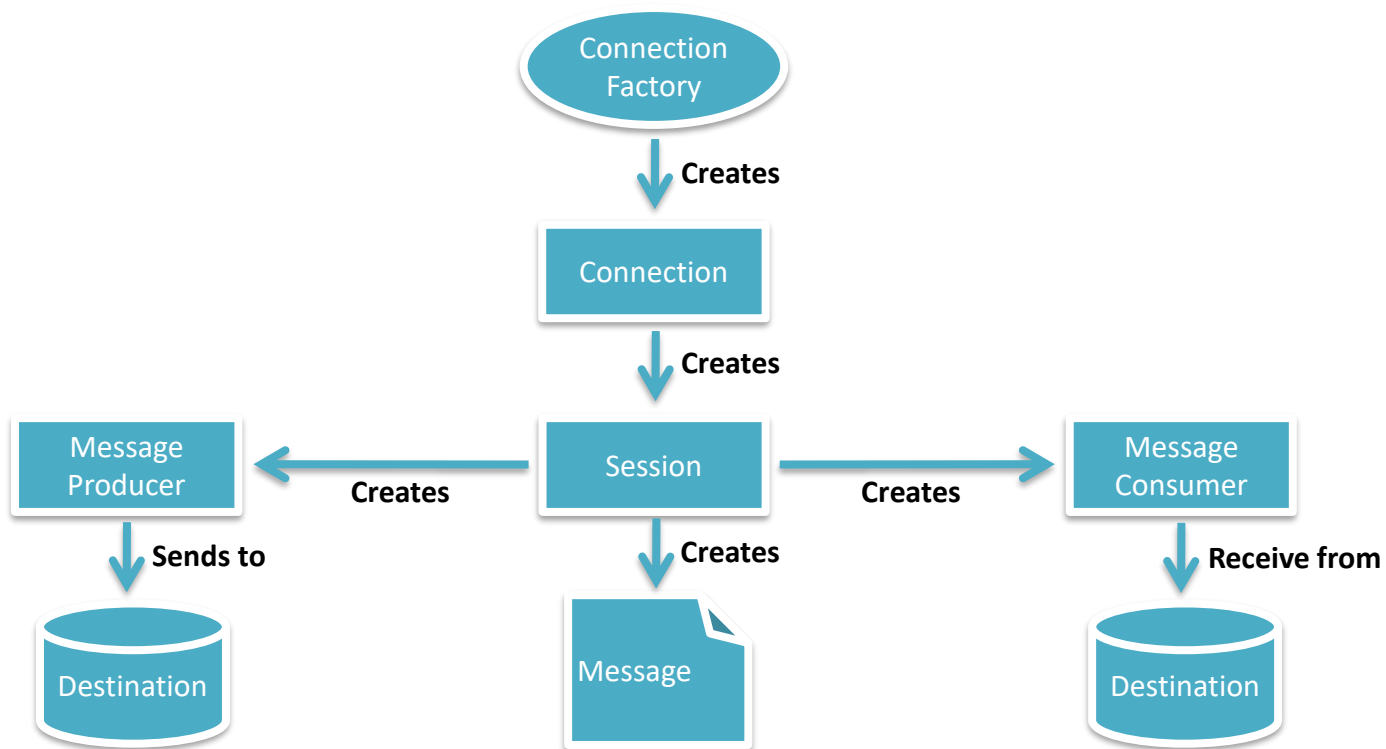 Connection
Factory
Creates
Connection
Creates
Message
Producer
Session
Message
Consumer
Creates
Creates
Sends to
Creates
Receive from
Destination
Message
Destination